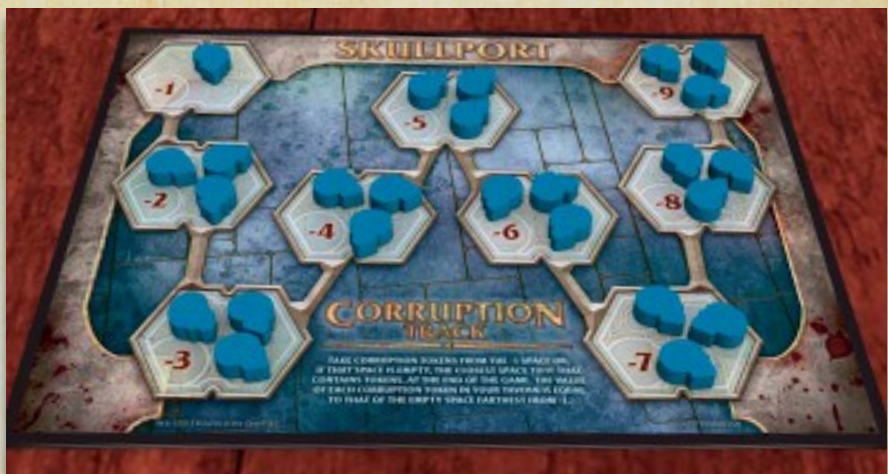 SKULLPORT
-1
-9
-5
-2
-4
-6
-8
CORRUPTION
TRACK
-3
-7
TAKE CORRUPTION TOKENS FROM THE -1 SPACE OR,
IF THAT SPACE IS EMPTY, THE CLOSEST SPACE TO IT THAT
CONTAINS TOKENS. AT THE END OF THE GAME, THE VALUE
OF EACH CORRUPTION TOKEN IN YOUR TAVERN IS EQUAL
TO THAT OF THE EMPTY SPACE FARTHEST FROM -1.